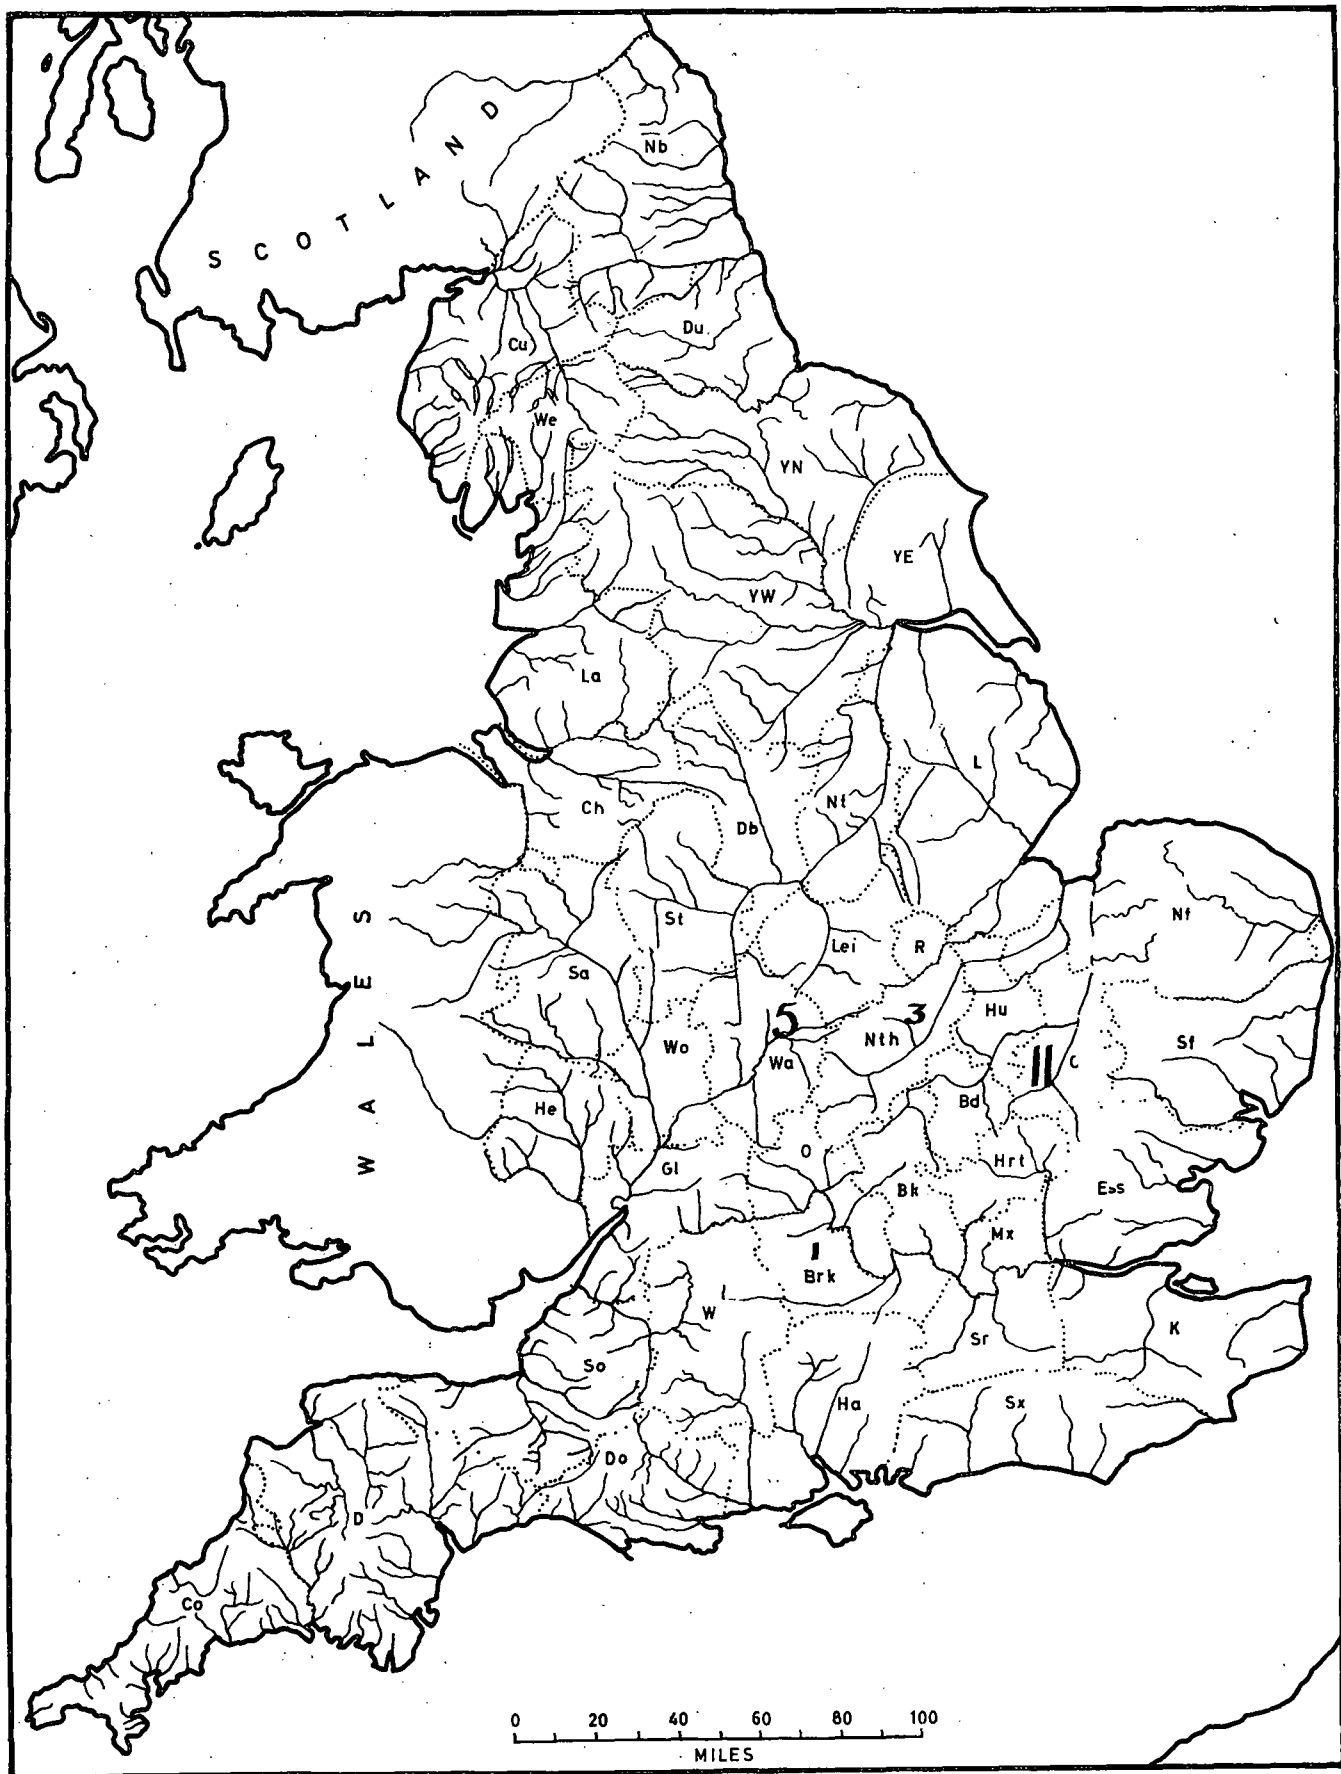 SCOTLAND
Nb
Du
Cu
We
YN
YE
YW
La
L
Ch
Nt
Db
St
Lei
R
Nf
Sa
WALES
Hu
5
3
Nth
Wo
Wa
11
C
Sf
He
Bd
O
Hrt
Gl
Bk
Ess
Mx
1
Brk
W
K
Sr
So
Ha
Sx
Do
D
Co
0 20 40 60 80 100
MILES